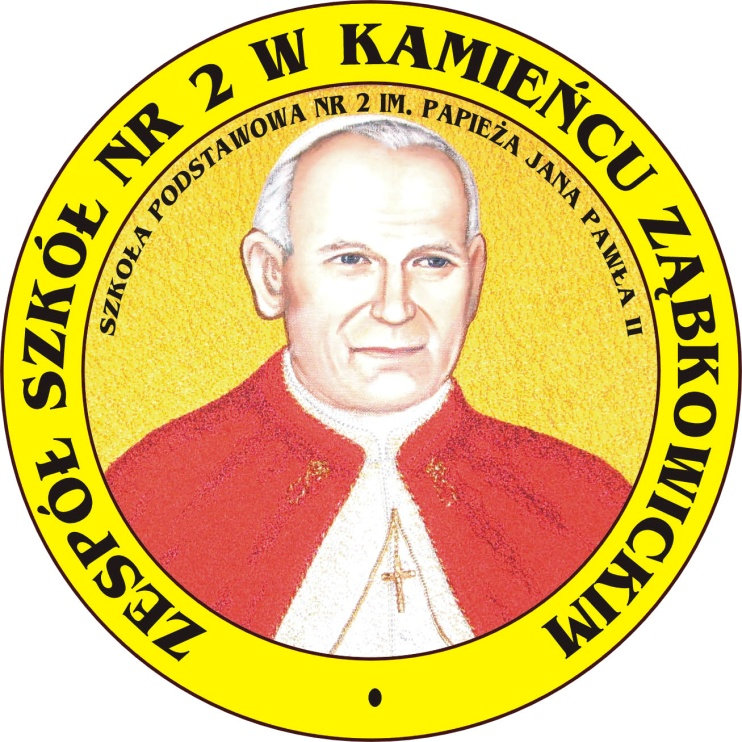 ZESPÓŁ SZKÓŁ NR 2 W KAMIEŃCU ZĄBKOWICKIM
SZKOŁA PODSTAWOWA NR 2 IM. PAPIEŻA JANA PAWŁA II